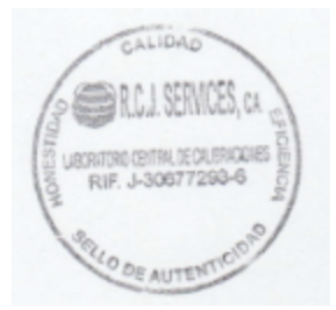 CALIDAD
HONESTIDAD
EFICIENCIA
R.C.J. SERVICES, CA
LABORATORIO CENTRAL DE CALIBRACIONES
RIF. J-30677293-6
SELLO DE AUTENTICIDAD